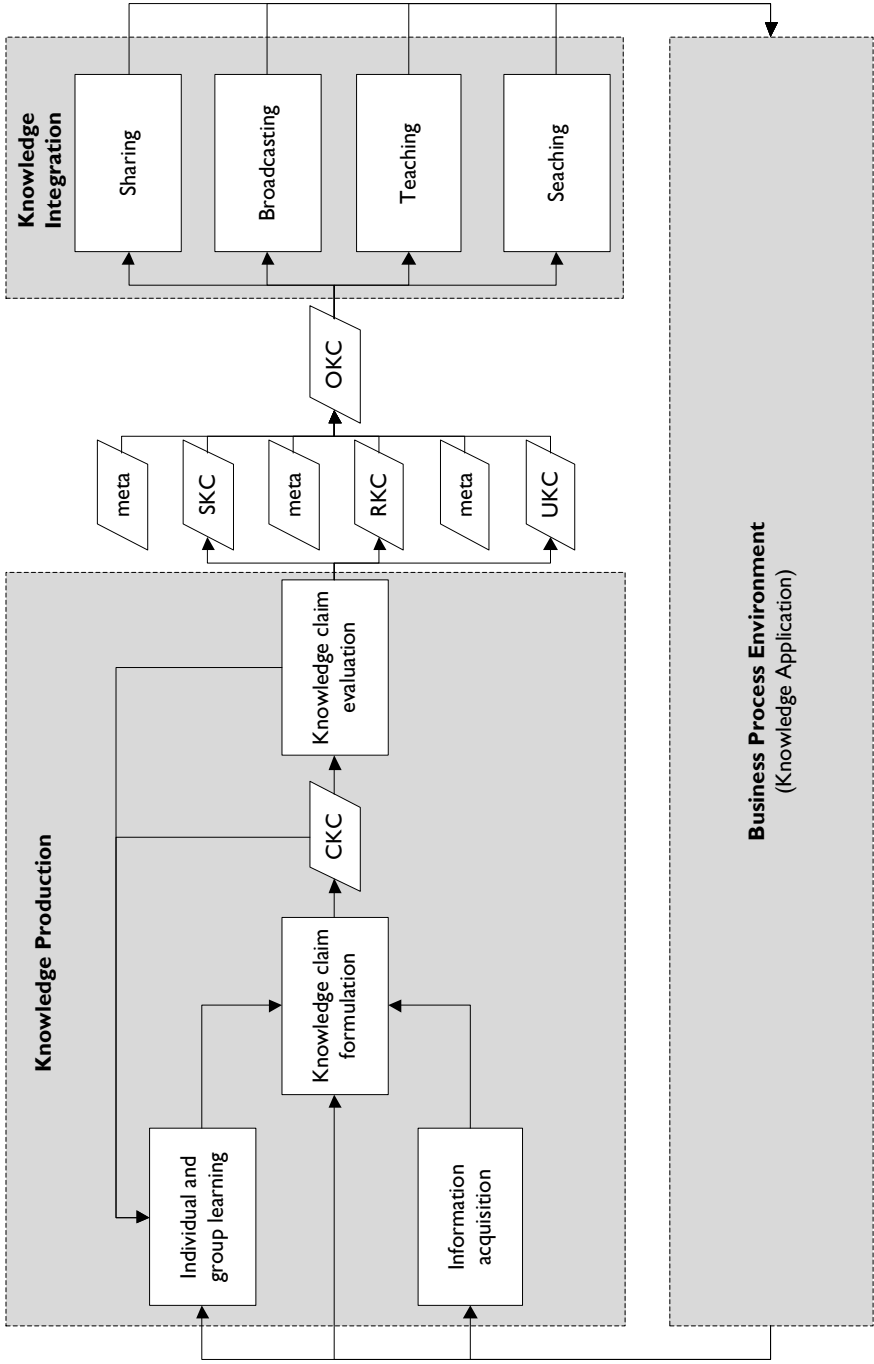 Knowledge Production
Individual and
group learning
Information
acquisition
Knowledge claim
formulation
CKC
Knowledge claim
evaluation
meta
SKC
meta
RKC
meta
UKC
OKC
Knowledge
Integration
Sharing
Broadcasting
Teaching
Seaching
Business Process Environment
(Knowledge Application)